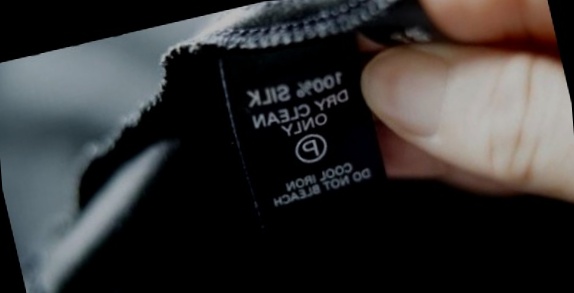 100% SILK
DRY CLEAN
ONLY
P
COOL IRON
DO NOT BLEACH